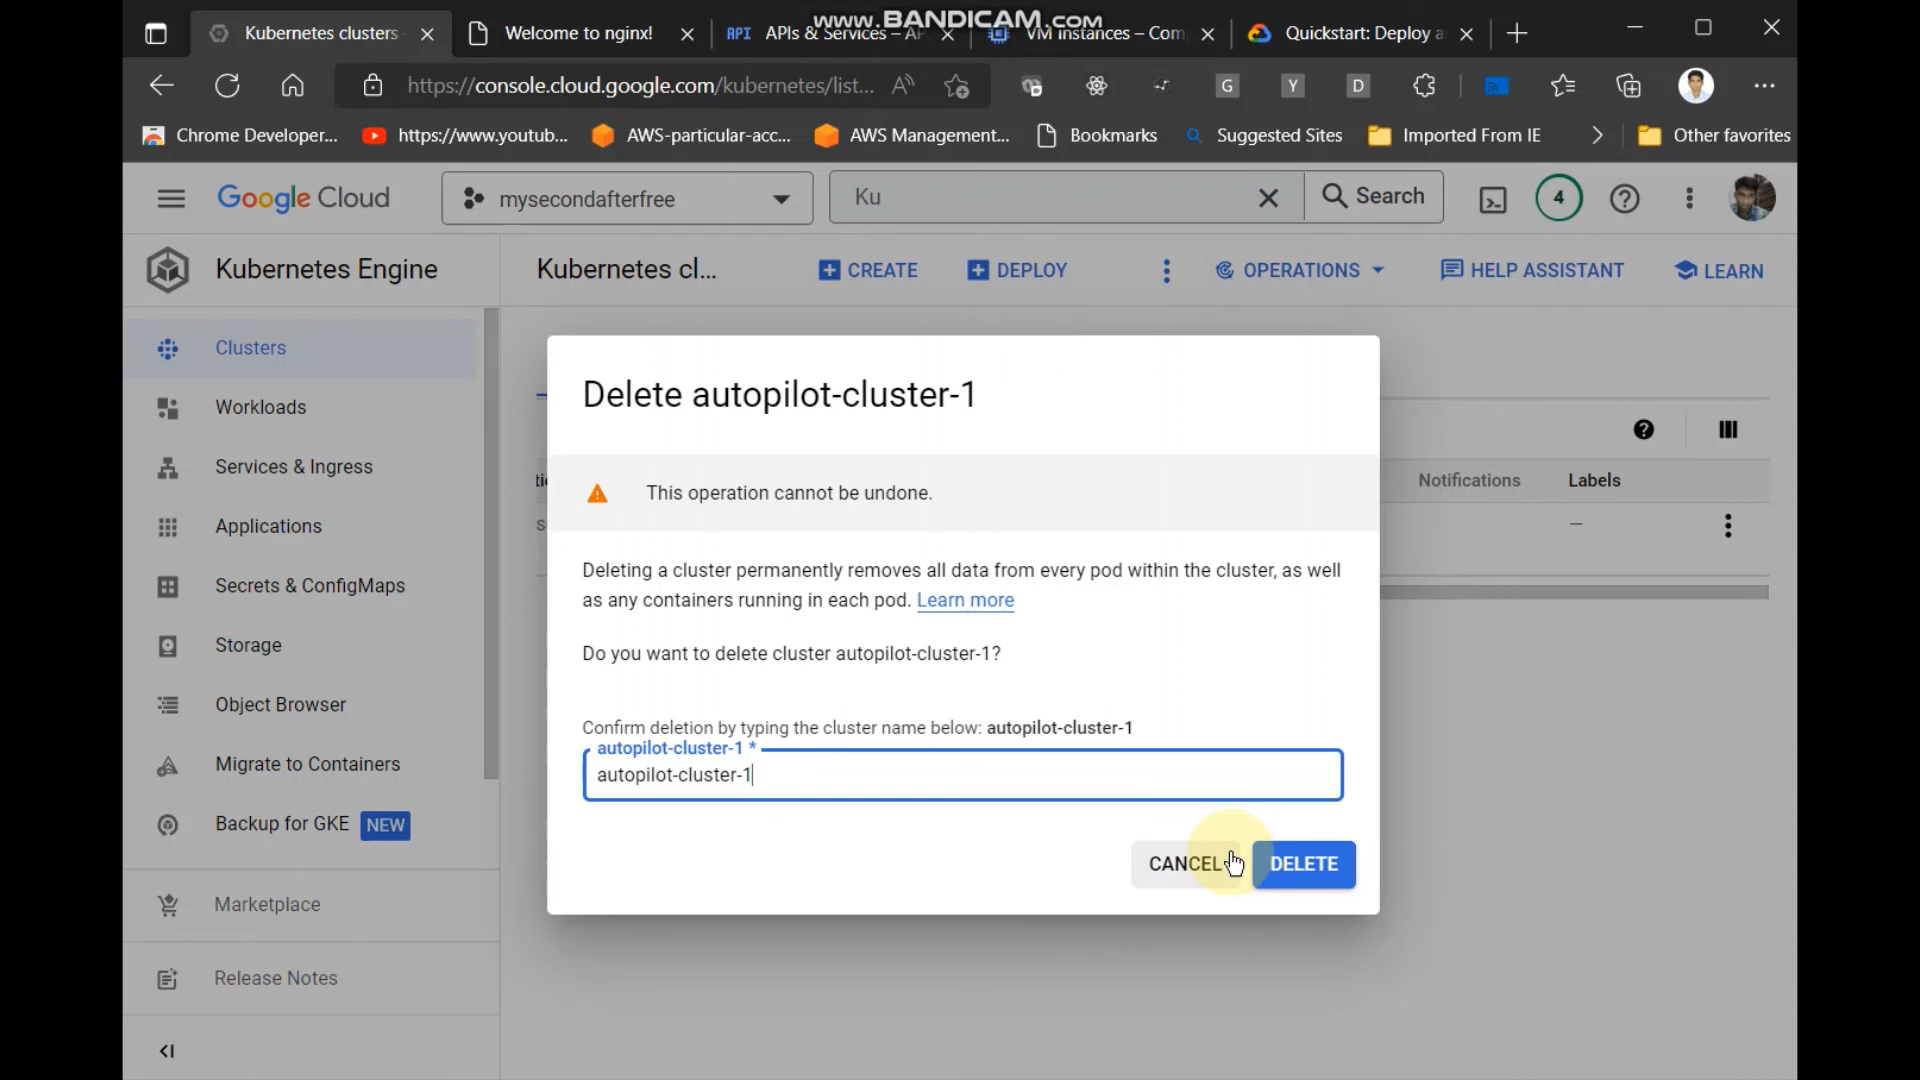 www.BANDICAM.com
Kubernetes clusters
Welcome to nginx!
API APIs & Services – AP
VM instances – Com
Quickstart: Deploy a
https://console.cloud.google.com/kubernetes/list...
G
Y
D
Chrome Developer...
https://www.youtub...
AWS-particular-acc...
AWS Management...
Bookmarks
Suggested Sites
Imported From IE
Other favorites
Google Cloud
mysecondafterfree
Ku
Search
4
Kubernetes Engine
Kubernetes cl...
CREATE
DEPLOY
OPERATIONS
HELP ASSISTANT
LEARN
Clusters
Workloads
Services & Ingress
Applications
Secrets & ConfigMaps
Storage
Object Browser
Migrate to Containers
Backup for GKE NEW
Marketplace
Release Notes
Notifications
Labels
Delete autopilot-cluster-1
This operation cannot be undone.
Deleting a cluster permanently removes all data from every pod within the cluster, as well
as any containers running in each pod. Learn more
Do you want to delete cluster autopilot-cluster-1?
Confirm deletion by typing the cluster name below: autopilot-cluster-1
autopilot-cluster-1 *
autopilot-cluster-1
CANCEL
DELETE